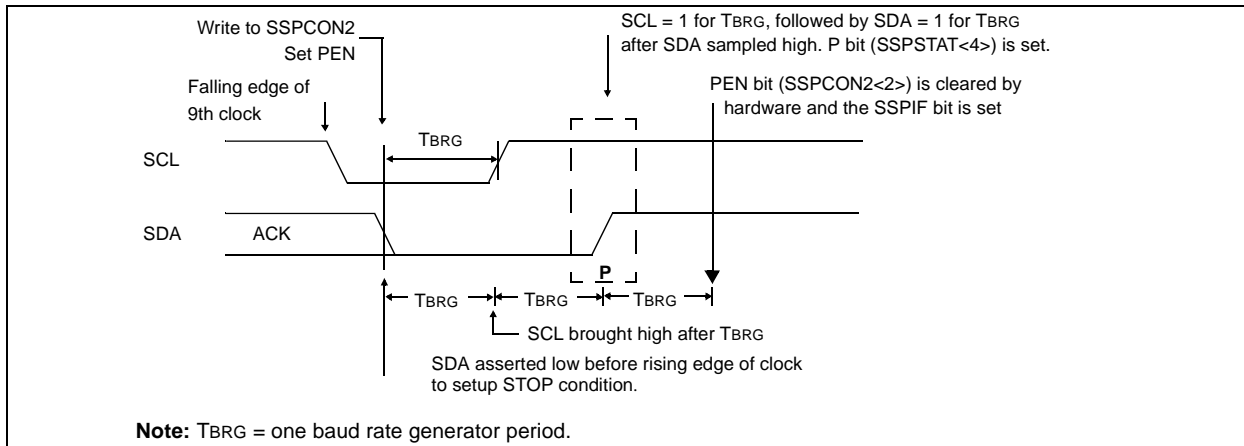 Write to SSPCON2
Set PEN
SCL = 1 for TBRG, followed by SDA = 1 for TBRG
after SDA sampled high. P bit (SSPSTAT<4>) is set.
Falling edge of
9th clock
PEN bit (SSPCON2<2>) is cleared by
hardware and the SSPIF bit is set
TBRG
SCL
SDA
ACK
P
TBRG
TBRG
TBRG
SCL brought high after TBRG
SDA asserted low before rising edge of clock
to setup STOP condition.
Note: TBRG = one baud rate generator period.